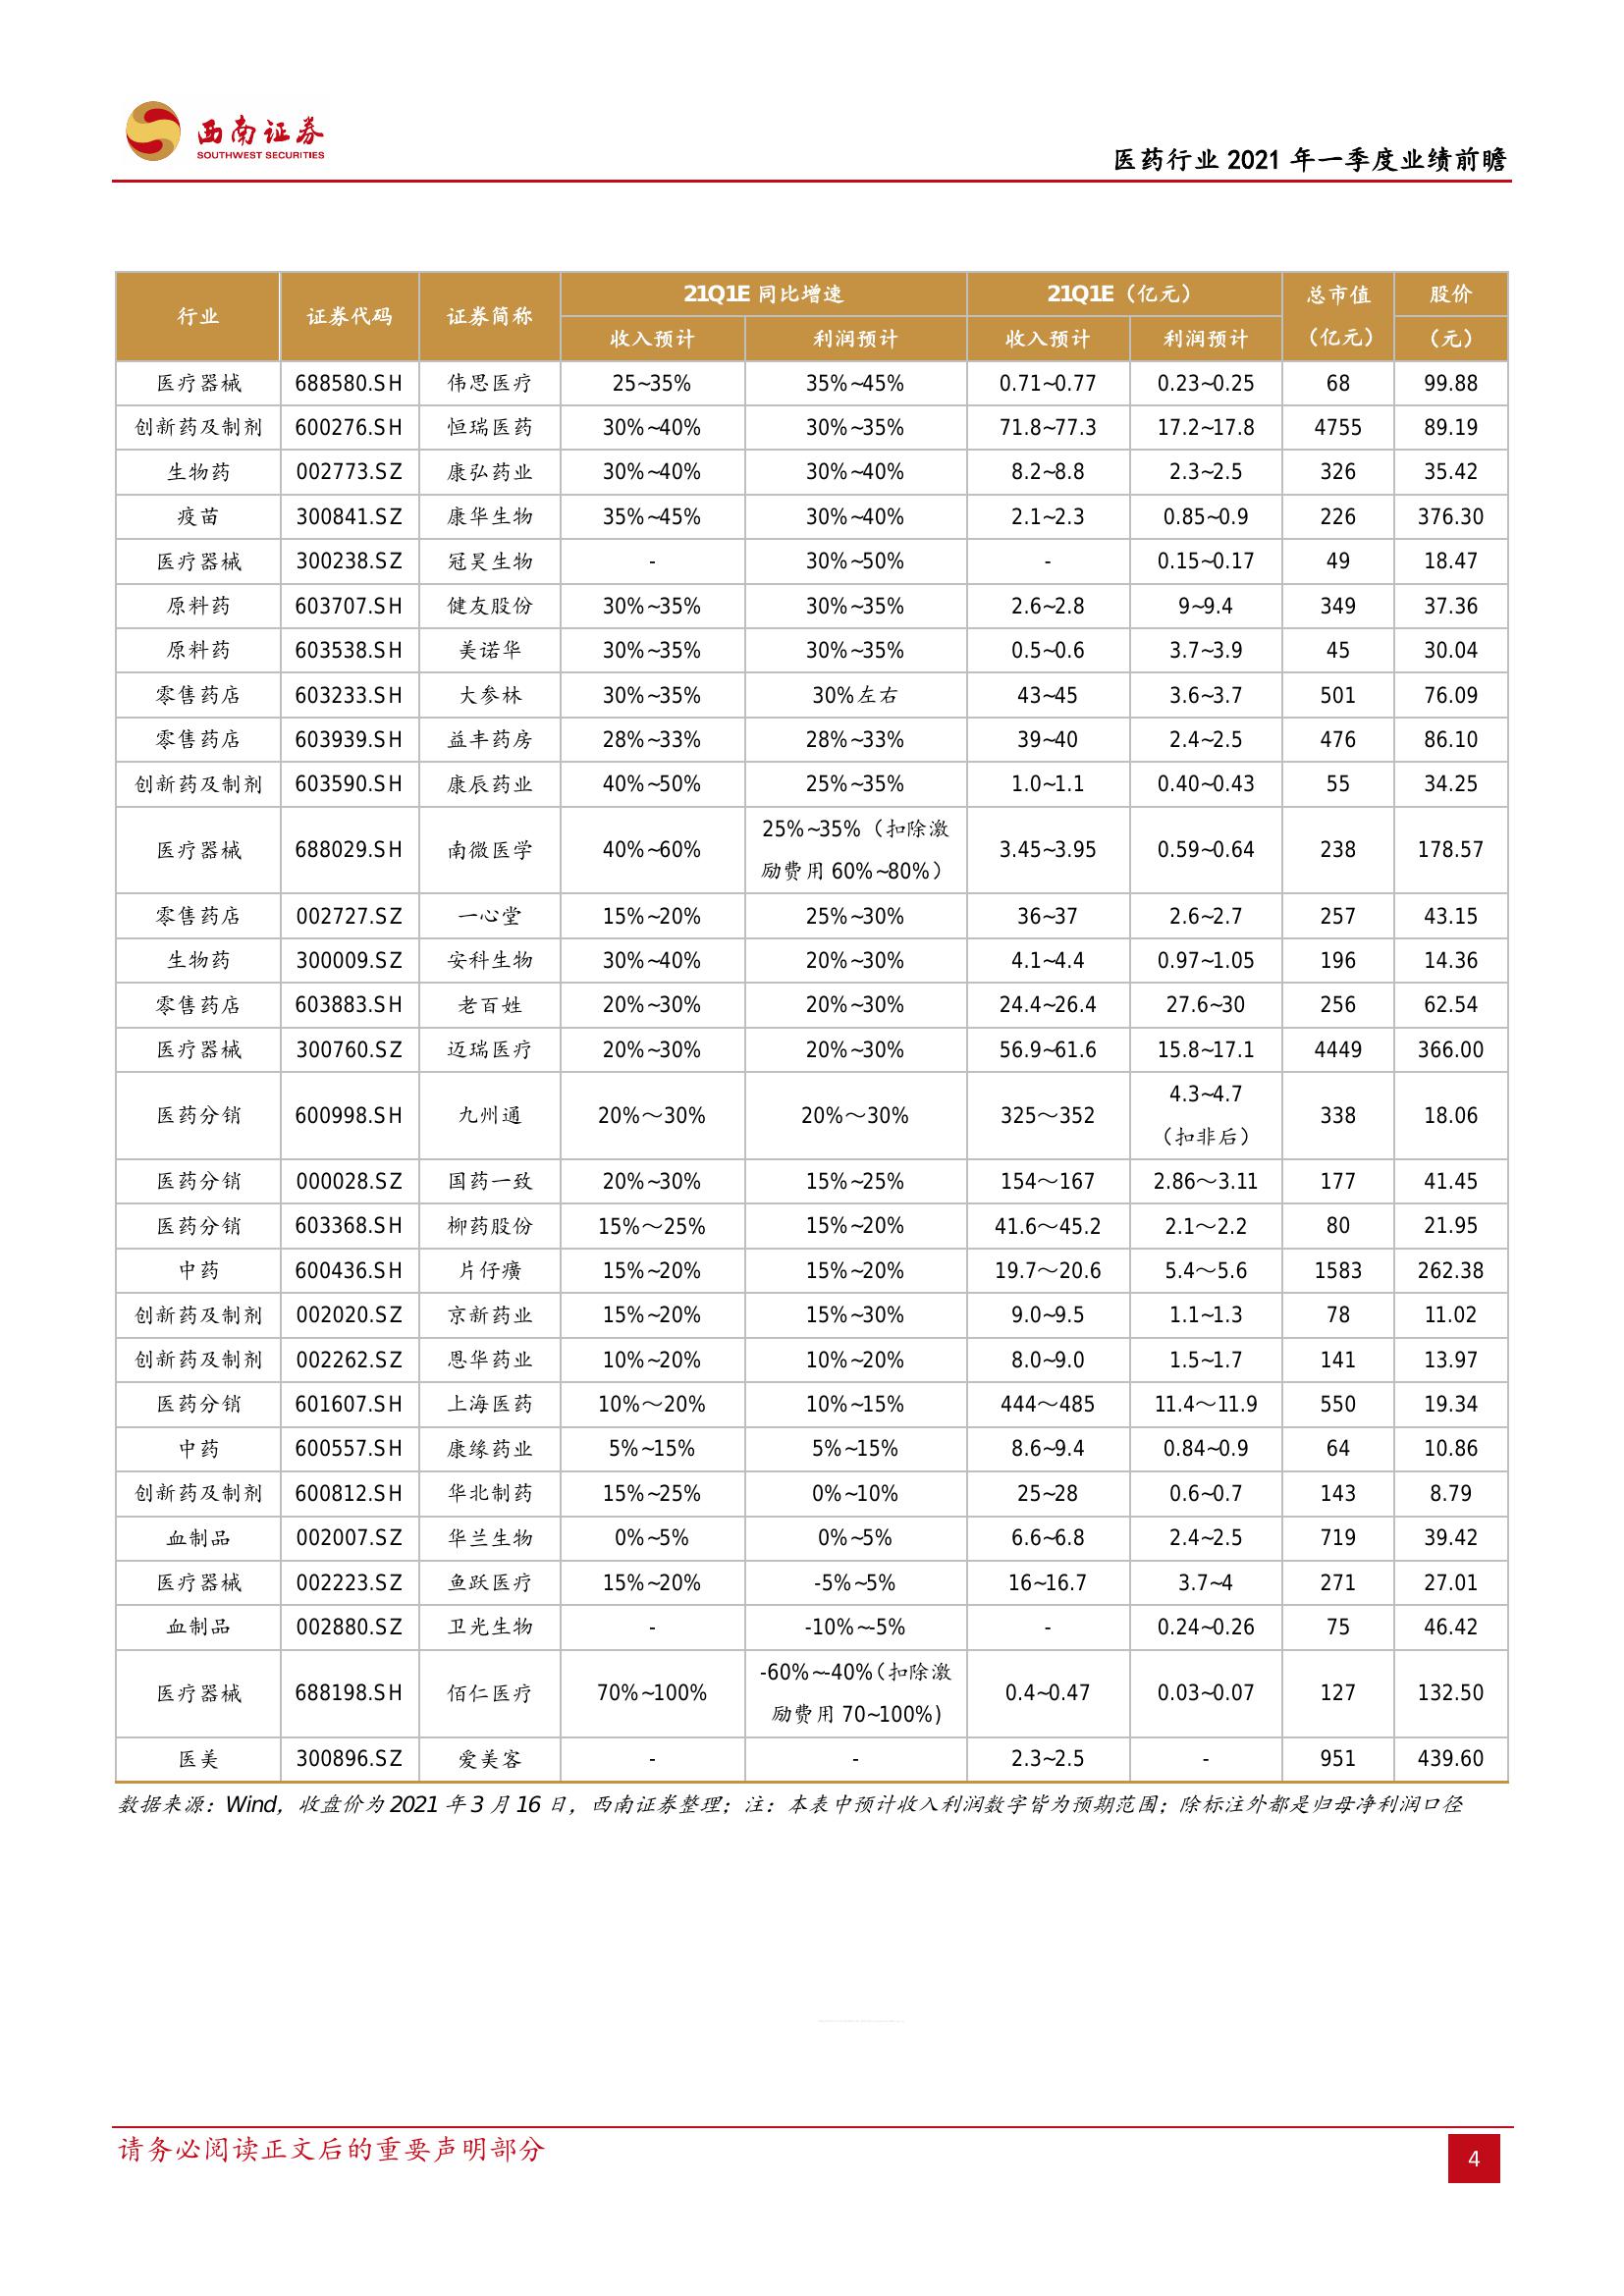 西南证券
SOUTHWEST SECURITIES
医药行业 2021 年一季度业绩前瞻
行业 证券代码 证券简称 21Q1E 同比增速 21Q1E（亿元） 总市值 股价
收入预计 利润预计 收入预计 利润预计 （亿元） （元）
医疗器械 688580.SH 伟思医疗 25~35% 35%~45% 0.71~0.77 0.23~0.25 68 99.88
创新药及制剂 600276.SH 恒瑞医药 30%~40% 30%~35% 71.8~77.3 17.2~17.8 4755 89.19
生物药 002773.SZ 康弘药业 30%~40% 30%~40% 8.2~8.8 2.3~2.5 326 35.42
疫苗 300841.SZ 康华生物 35%~45% 30%~40% 2.1~2.3 0.85~0.9 226 376.30
医疗器械 300238.SZ 冠昊生物 - 30%~50% - 0.15~0.17 49 18.47
原料药 603707.SH 健友股份 30%~35% 30%~35% 2.6~2.8 9~9.4 349 37.36
原料药 603538.SH 美诺华 30%~35% 30%~35% 0.5~0.6 3.7~3.9 45 30.04
零售药店 603233.SH 大参林 30%~35% 30%左右 43~45 3.6~3.7 501 76.09
零售药店 603939.SH 益丰药房 28%~33% 28%~33% 39~40 2.4~2.5 476 86.10
创新药及制剂 603590.SH 康辰药业 40%~50% 25%~35% 1.0~1.1 0.40~0.43 55 34.25
医疗器械 688029.SH 南微医学 40%~60% 25%~35%（扣除激
励费用 60%~80%） 3.45~3.95 0.59~0.64 238 178.57
零售药店 002727.SZ 一心堂 15%~20% 25%~30% 36~37 2.6~2.7 257 43.15
生物药 300009.SZ 安科生物 30%~40% 20%~30% 4.1~4.4 0.97~1.05 196 14.36
零售药店 603883.SH 老百姓 20%~30% 20%~30% 24.4~26.4 27.6~30 256 62.54
医疗器械 300760.SZ 迈瑞医疗 20%~30% 20%~30% 56.9~61.6 15.8~17.1 4449 366.00
医药分销 600998.SH 九州通 20%～30% 20%～30% 325～352 4.3~4.7
（扣非后） 338 18.06
医药分销 000028.SZ 国药一致 20%~30% 15%~25% 154～167 2.86～3.11 177 41.45
医药分销 603368.SH 柳药股份 15%～25% 15%~20% 41.6～45.2 2.1～2.2 80 21.95
中药 600436.SH 片仔癀 15%~20% 15%~20% 19.7～20.6 5.4～5.6 1583 262.38
创新药及制剂 002020.SZ 京新药业 15%~20% 15%~30% 9.0~9.5 1.1~1.3 78 11.02
创新药及制剂 002262.SZ 恩华药业 10%~20% 10%~20% 8.0~9.0 1.5~1.7 141 13.97
医药分销 601607.SH 上海医药 10%～20% 10%~15% 444～485 11.4～11.9 550 19.34
中药 600557.SH 康缘药业 5%~15% 5%~15% 8.6~9.4 0.84~0.9 64 10.86
创新药及制剂 600812.SH 华北制药 15%~25% 0%~10% 25~28 0.6~0.7 143 8.79
血制品 002007.SZ 华兰生物 0%~5% 0%~5% 6.6~6.8 2.4~2.5 719 39.42
医疗器械 002223.SZ 鱼跃医疗 15%~20% -5%~5% 16~16.7 3.7~4 271 27.01
血制品 002880.SZ 卫光生物 - -10%~-5% - 0.24~0.26 75 46.42
医疗器械 688198.SH 佰仁医疗 70%~100% -60%~-40%（扣除激
励费用 70~100%) 0.4~0.47 0.03~0.07 127 132.50
医美 300896.SZ 爱美客 - - 2.3~2.5 - 951 439.60
数据来源：Wind，收盘价为 2021 年 3 月 16 日，西南证券整理；注：本表中预计收入利润数字皆为预期范围；除标注外都是归母净利润口径
请务必阅读正文后的重要声明部分
4